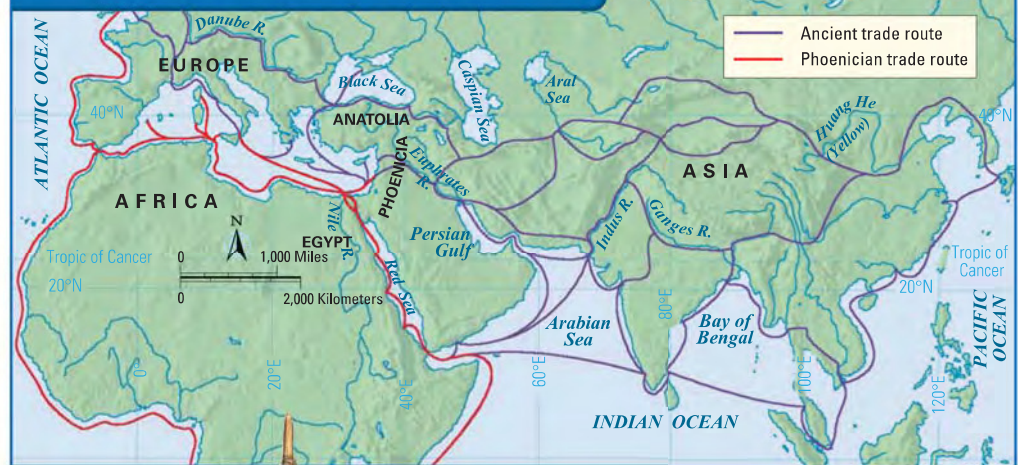 Ancient trade route
Phoenician trade route
ATLANTIC OCEAN
Danube R.
EUROPE
Black Sea
Caspian Sea
Aral
Sea
Huang He
(Yellow)
40°N
40°N
ANATOLIA
PHOENICIA
Euphrates
R.
ASIA
AFRICA
N
Nile R.
EGYPT
Persian
Gulf
Indus R.
Ganges R.
Tropic of Cancer
0 1,000 Miles
0 2,000 Kilometers
Red Sea
Tropic of
Cancer
20°N
20°N
Arabian
Sea
80°E
Bay of
Bengal
PACIFIC
OCEAN
0°
20°E
40°E
60°E
100°E
120°E
INDIAN OCEAN